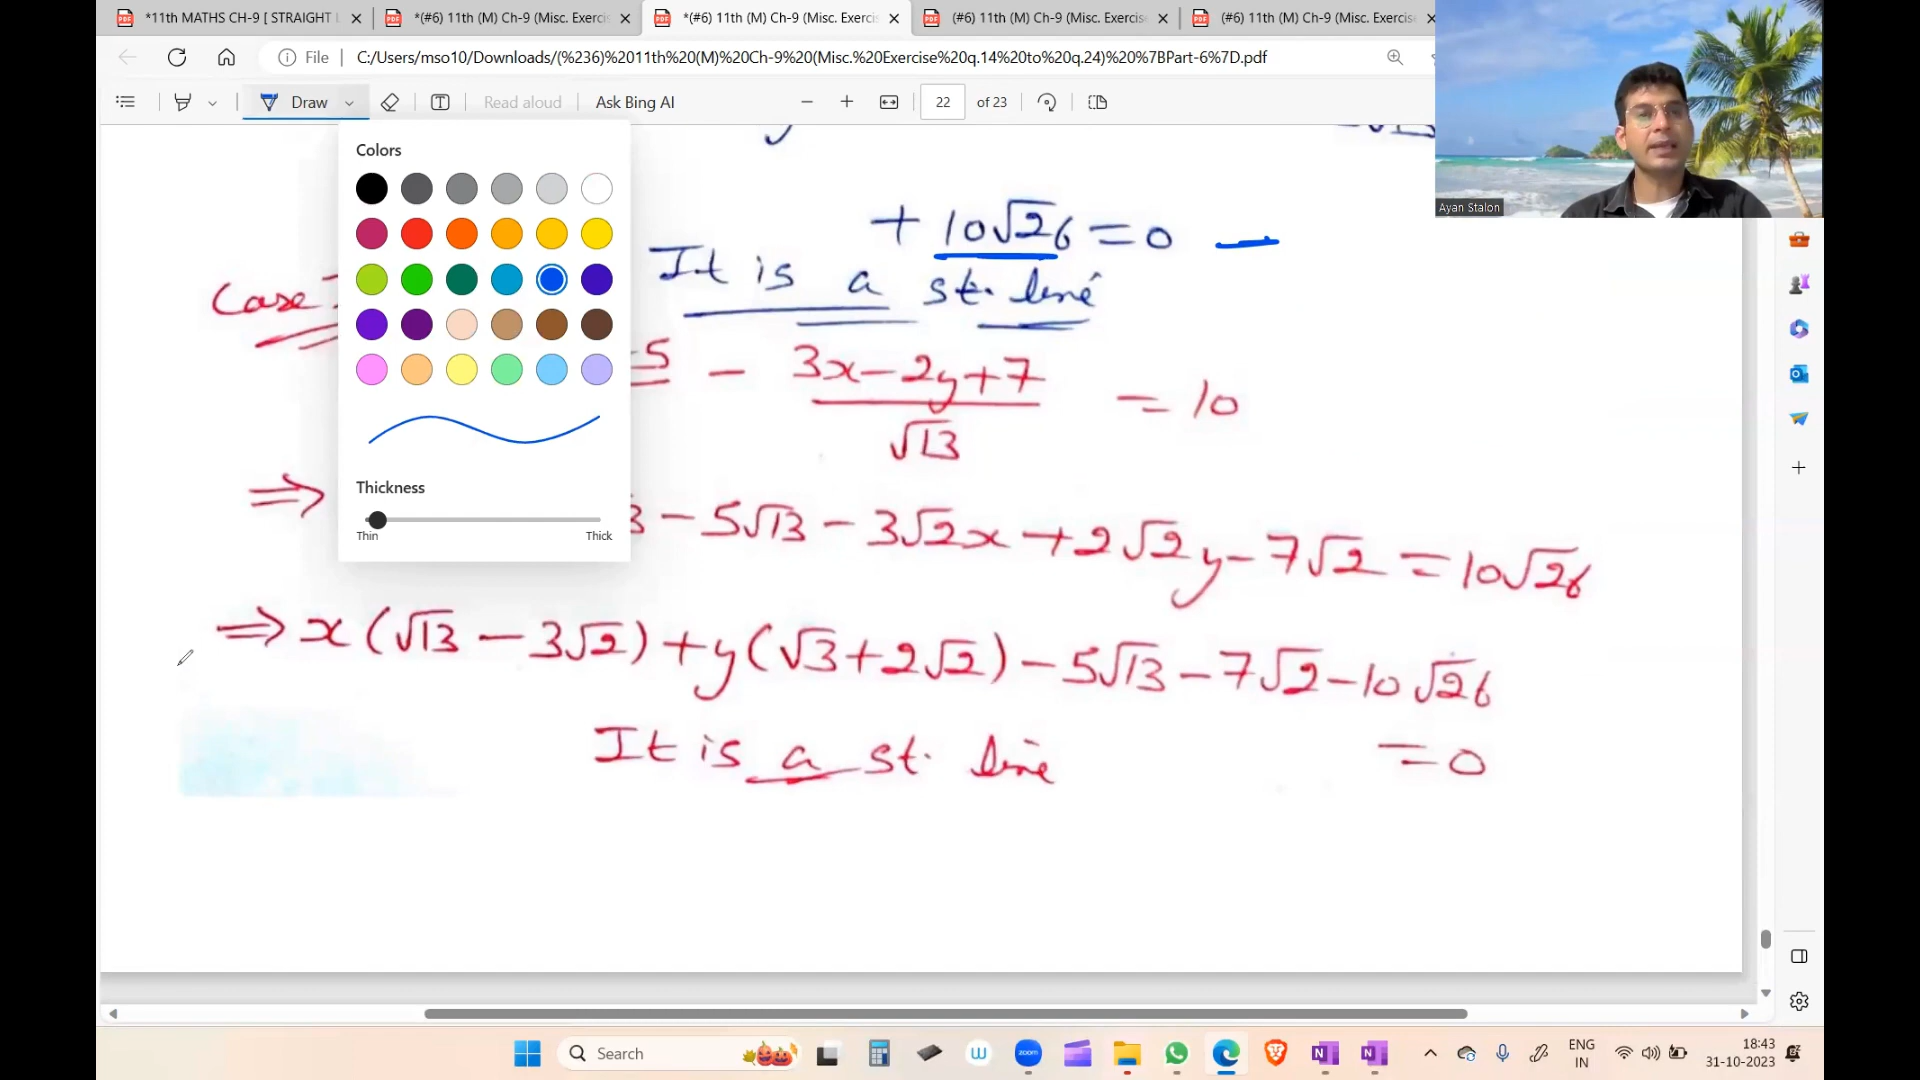 *11th MATHS CH-9 [ STRAIGHT
*(#6) 11th (M) Ch-9 (Misc. Exercis
*(#6) 11th (M) Ch-9 (Misc. Exercis
(#6) 11th (M) Ch-9 (Misc. Exercis
(#6) 11th (M) Ch-9 (Misc. Exercise
File
C:/Users/mso10/Downloads/(%236)%2011th%20(M)%20Ch-9%20(Misc.%20Exercise%20q.14%20to%20q.24)%20%7BPart-6%7D.pdf
Draw
Read aloud
Ask Bing AI
22 of 23
Ayan Stalon
Colors
Thickness
Thin Thick
y
+ 10√26 = 0
It is a st. line
Case
-5 - 3x-2y+7 = 10
√13
⇒ 3 - 5√13 - 3√2x + 2√2y - 7√2 = 10√26
⇒ x(√13 - 3√2) + y(√3 + 2√2) - 5√13 - 7√2 - 10√26
= 0
It is a st. line
Search
zoom
ENG
IN
18:43
31-10-2023